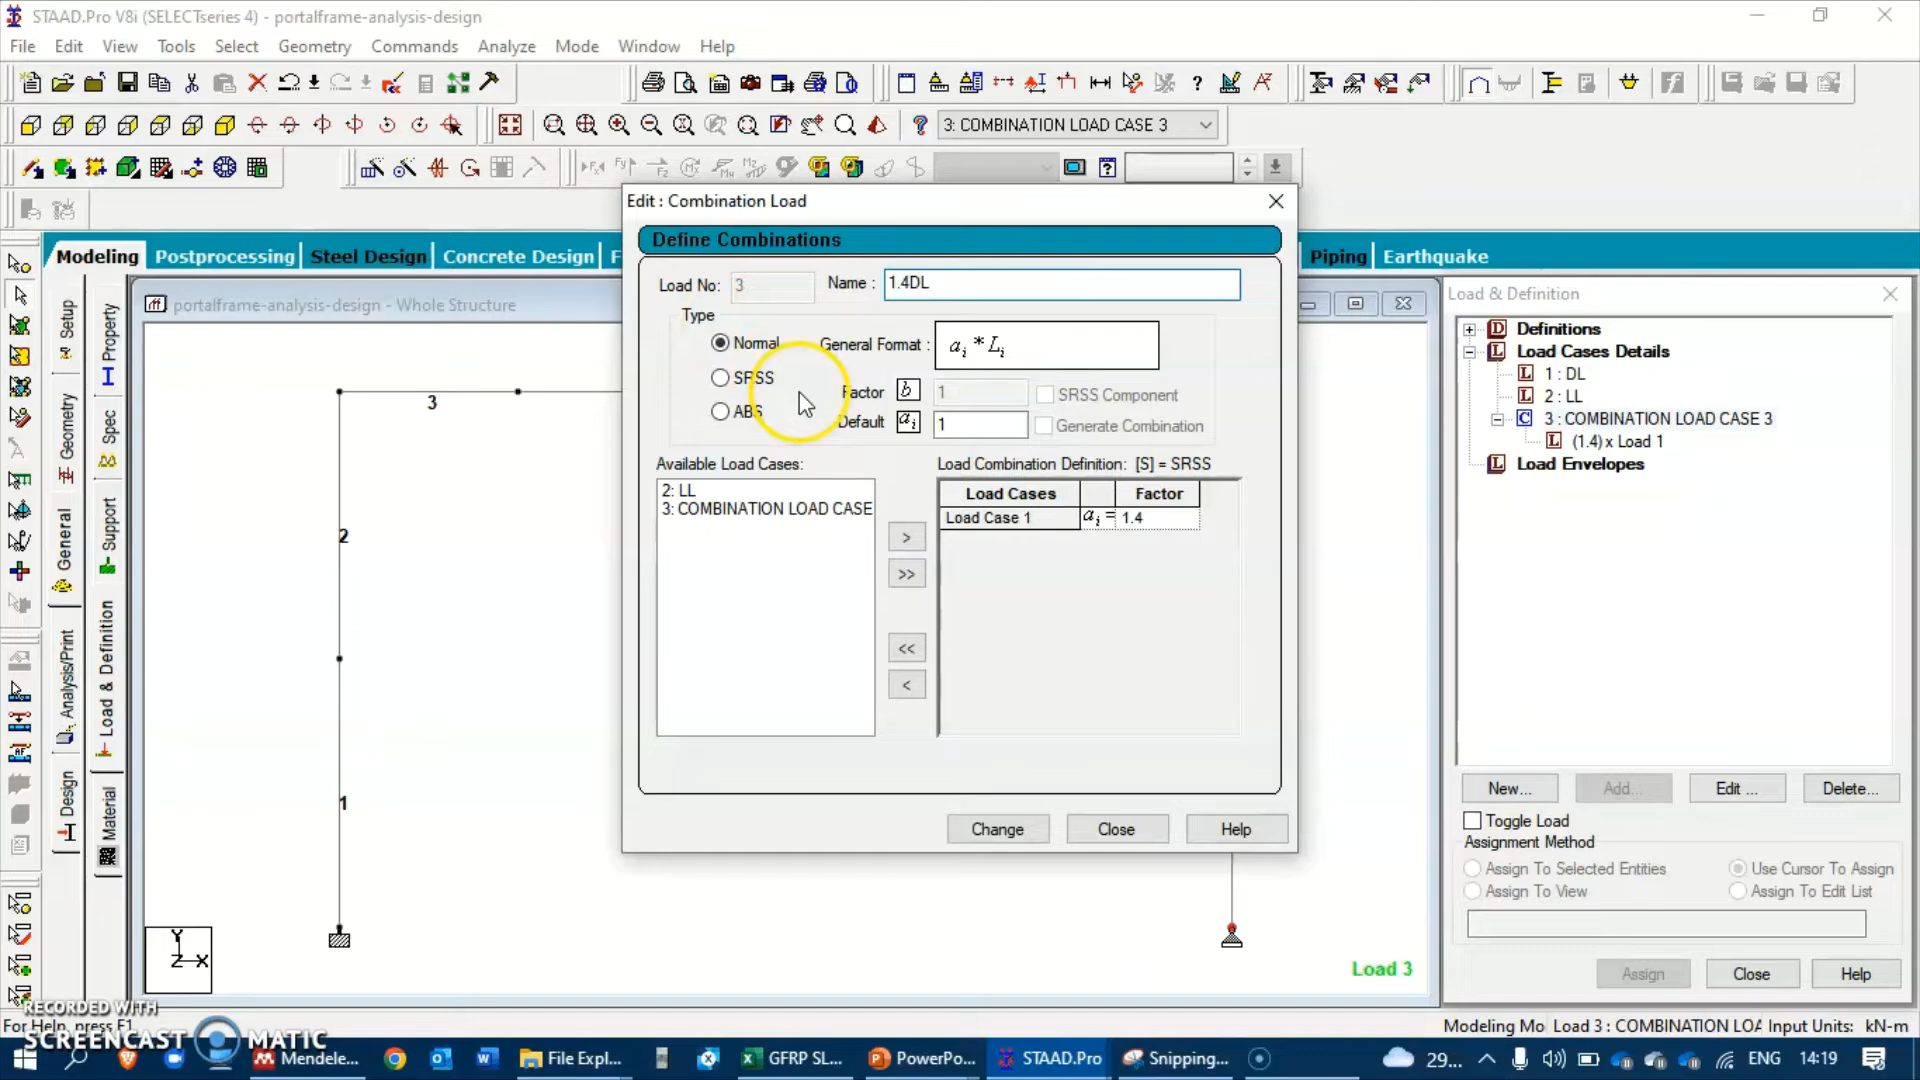 STAAD.Pro V8i (SELECTseries 4) - portalframe-analysis-design
File Edit View Tools Select Geometry Commands Analyze Mode Window Help
3: COMBINATION LOAD CASE 3
Modeling Postprocessing Steel Design Concrete Design F Piping Earthquake
portalframe-analysis-design - Whole Structure
Setup
Geometry
General
Analysis/Print
Design
Property
Spec
Support
Load & Definition
Material
3
2
1
Y
Z X
Load 3
Edit : Combination Load
Define Combinations
Load No: 3 Name : 1.4DL
Type
Normal General Format : ai * Li
SRSS
Factor b 1 SRSS Component
ABS
Default ai 1 Generate Combination
Available Load Cases: Load Combination Definition: [S] = SRSS
2: LL
3: COMBINATION LOAD CASE
>
>>
<<
<
Load Cases Factor
Load Case 1 ai = 1.4
Change Close Help
Load & Definition
Definitions
Load Cases Details
1 : DL
2 : LL
3 : COMBINATION LOAD CASE 3
(1.4) x Load 1
Load Envelopes
New... Add... Edit ... Delete...
Toggle Load
Assignment Method
Assign To Selected Entities Use Cursor To Assign
Assign To View Assign To Edit List
Assign Close Help
For Help, press F1
Modeling Mo Load 3 : COMBINATION LOA Input Units: kN-m
RECORDED WITH
SCREENCAST MATIC
Mendele... File Expl... GFRP SL... PowerPo... STAAD.Pro Snipping... 29... ENG 14:19